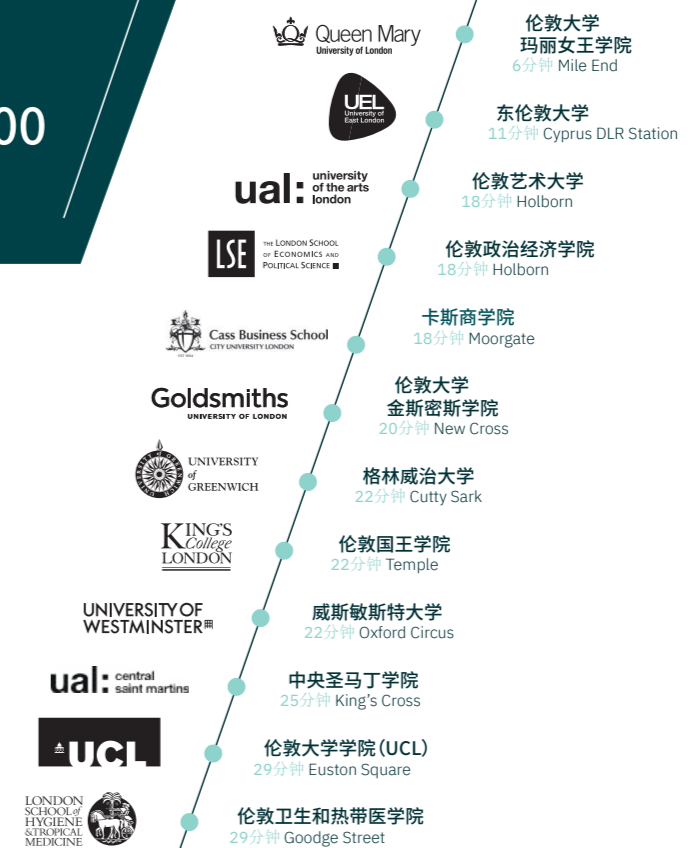 00
Queen Mary
University of London
伦敦大学
玛丽女王学院
6分钟 Mile End
UEL
University of
East London
东伦敦大学
11分钟 Cyprus DLR Station
ual:
university
of the arts
london
伦敦艺术大学
18分钟 Holborn
LSE
THE LONDON SCHOOL
OF ECONOMICS AND
POLITICAL SCIENCE
伦敦政治经济学院
18分钟 Holborn
Cass Business School
CITY UNIVERSITY LONDON
卡斯商学院
18分钟 Moorgate
Goldsmiths
UNIVERSITY OF LONDON
伦敦大学
金斯密斯学院
20分钟 New Cross
UNIVERSITY
of
GREENWICH
格林威治大学
22分钟 Cutty Sark
KING'S
College
LONDON
伦敦国王学院
22分钟 Temple
UNIVERSITY OF
WESTMINSTER
威斯敏斯特大学
22分钟 Oxford Circus
ual:
central
saint martins
中央圣马丁学院
25分钟 King's Cross
UCL
伦敦大学学院(UCL)
29分钟 Euston Square
LONDON
SCHOOL of
HYGIENE
& TROPICAL
MEDICINE
伦敦卫生和热带医学院
29分钟 Goodge Street